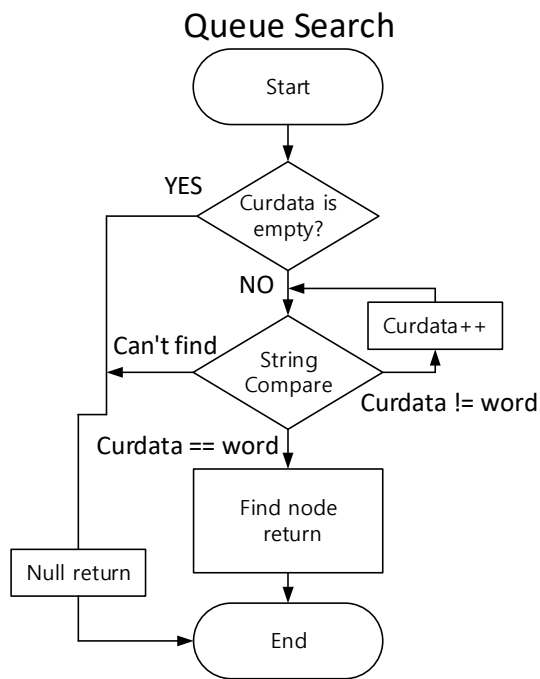 Queue Search
Start
YES
Curdata is
empty?
NO
Curdata++
Can't find
String
Compare
Curdata != word
Curdata == word
Find node
return
Null return
End